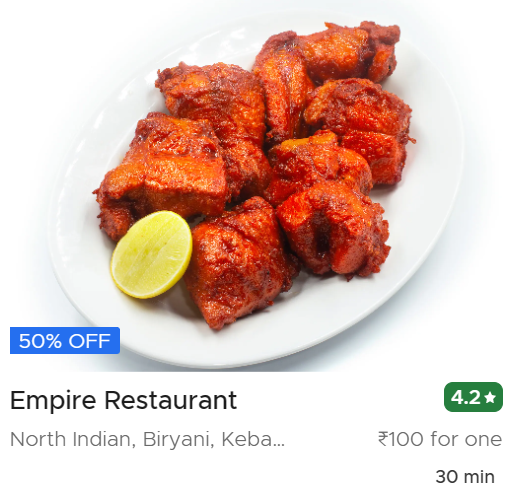 50% OFF
Empire Restaurant 4.2★
North Indian, Biryani, Keba... ₹100 for one
30 min